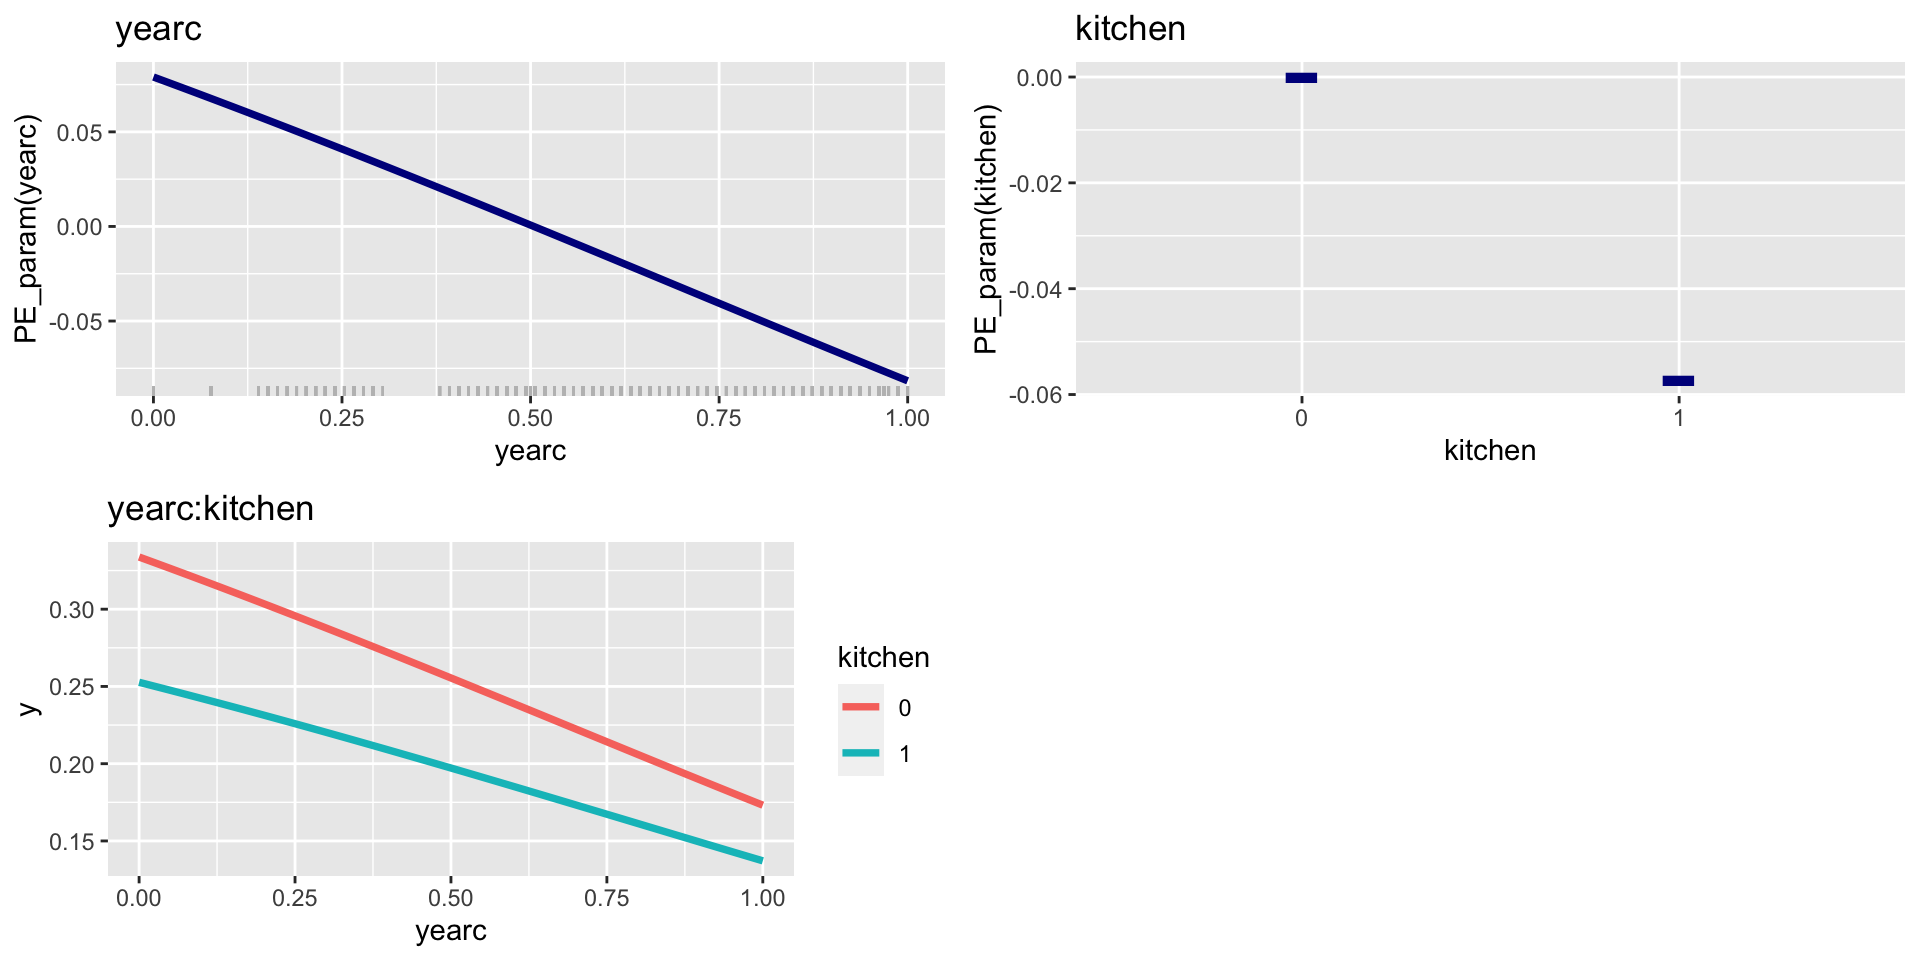 yearc
PE_param(yearc)
0.05
0.00
-0.05
0.00 0.25 0.50 0.75 1.00
yearc
kitchen
PE_param(kitchen)
0.00
-0.02
-0.04
-0.06
0 1
kitchen
yearc:kitchen
y
0.30
0.25
0.20
0.15
0.00 0.25 0.50 0.75 1.00
yearc
kitchen
0
1